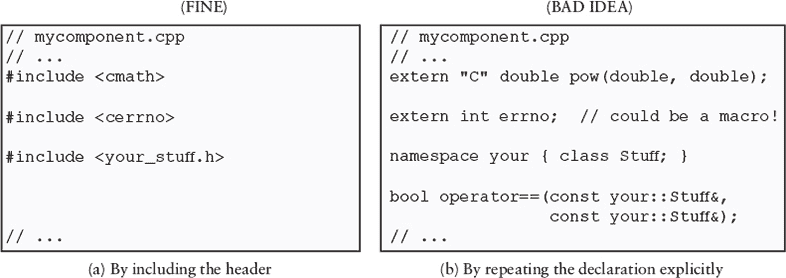 (FINE)
// mycomponent.cpp
// ...
#include <cmath>
#include <cerrno>
#include <your_stuff.h>
// ...
(a) By including the header
(BAD IDEA)
// mycomponent.cpp
// ...
extern "C" double pow(double, double);
extern int errno;  // could be a macro!
namespace your { class Stuff; }
bool operator==(const your::Stuff&,
const your::Stuff&);
// ...
(b) By repeating the declaration explicitly